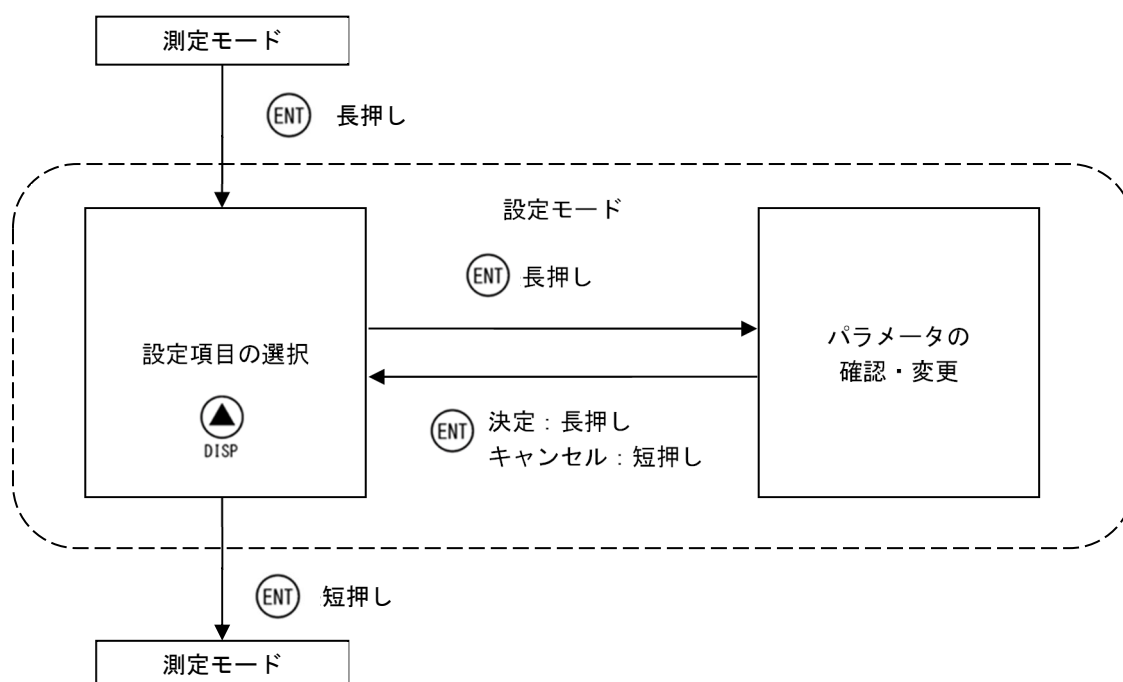 測定モード
ENT 長押し
設定モード
ENT 長押し
設定項目の選択
DISP
パラメータの
確認・変更
ENT 決定：長押し
キャンセル：短押し
ENT 短押し
測定モード